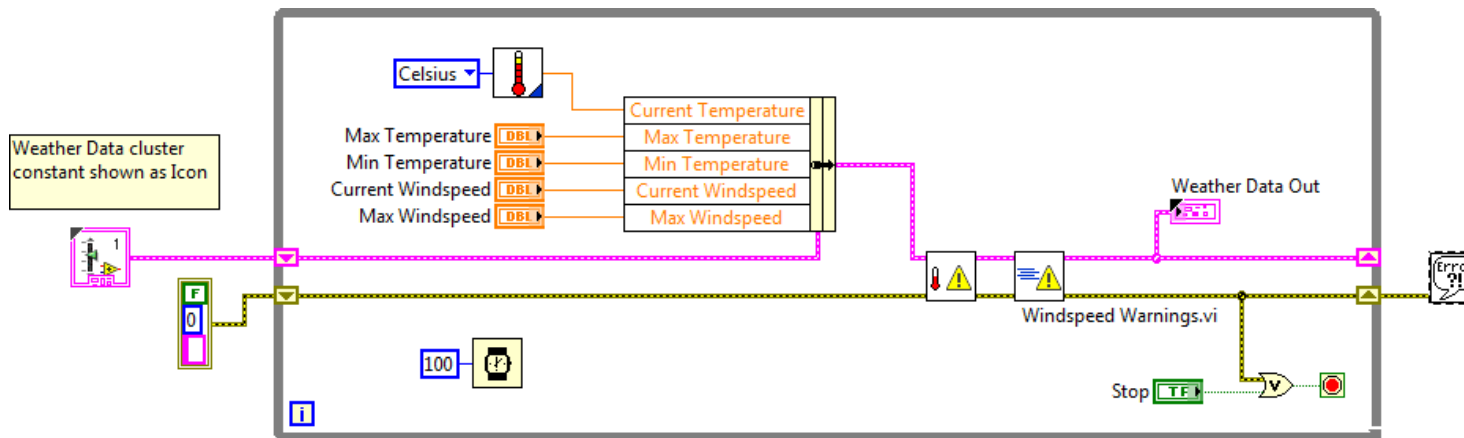 Celsius
Current Temperature
Max Temperature DBL Max Temperature
Min Temperature DBL Min Temperature
Current Windspeed DBL Current Windspeed
Max Windspeed DBL Max Windspeed
Weather Data cluster
constant shown as Icon
Weather Data Out
1
F
0
Erro
?!
Windspeed Warnings.vi
100
Stop TF
V
i